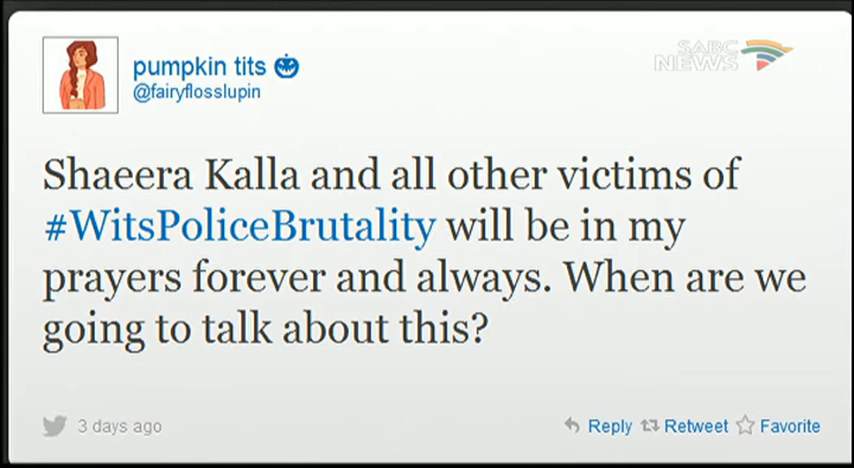 pumpkin tits 🎃
@fairyflosslupin
SABC
NEWS
Shaeera Kalla and all other victims of
#WitsPoliceBrutality will be in my
prayers forever and always. When are we
going to talk about this?
3 days ago
Reply Retweet Favorite